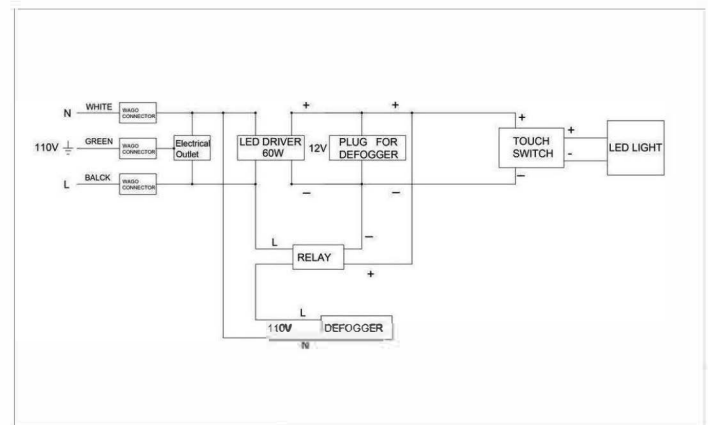 N WHITE WAGO CONNECTOR
110V GREEN WAGO CONNECTOR
L BALCK WAGO CONNECTOR
Electrical Outlet
LED DRIVER 60W
12V
PLUG FOR DEFOGGER
+ +
− −
TOUCH SWITCH
+
−
+
-
LED LIGHT
L
−
RELAY
+
L
110V DEFOGGER
N